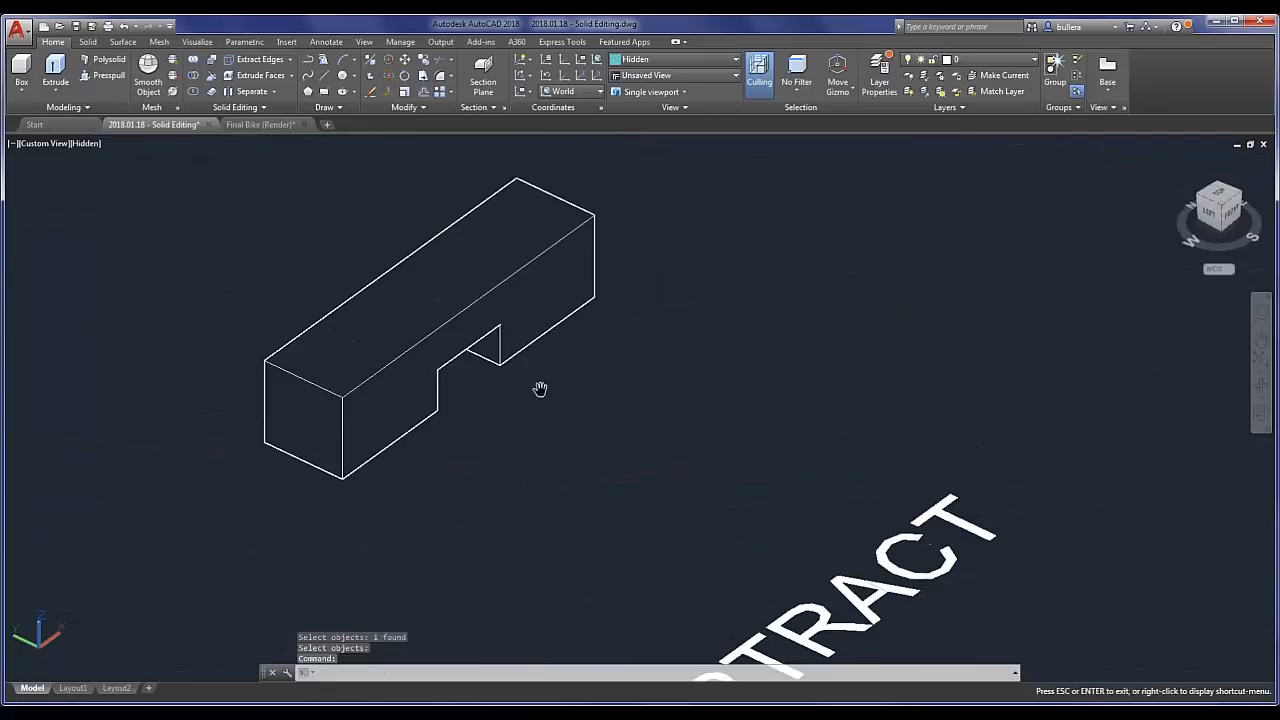 Autodesk AutoCAD 2018 2018.01.18 - Solid Editing.dwg
Type a keyword or phrase
bullera
Home Solid Surface Mesh Visualize Parametric Insert Annotate View Manage Output Add-ins A360 Express Tools Featured Apps
Box
Extrude
Polysolid
Presspull
Smooth Object
Extract Edges
Extrude Faces
Separate
Section Plane
World
Hidden
Unsaved View
Single viewport
Culling
No Filter
Move Gizmo
Layer Properties
0
Make Current
Match Layer
Group
Base
Modeling Mesh Solid Editing Draw Modify Section Coordinates View Selection Layers Groups View
Start 2018.01.18 - Solid Editing* Final Bike (Render)*
[−][Custom View][Hidden]
TOP
LEFT
FRONT
W
S
WCS
TRACT
Z
Y
X
Select objects: 1 found
Select objects:
Command:
Model Layout1 Layout2
Press ESC or ENTER to exit, or right-click to display shortcut-menu.